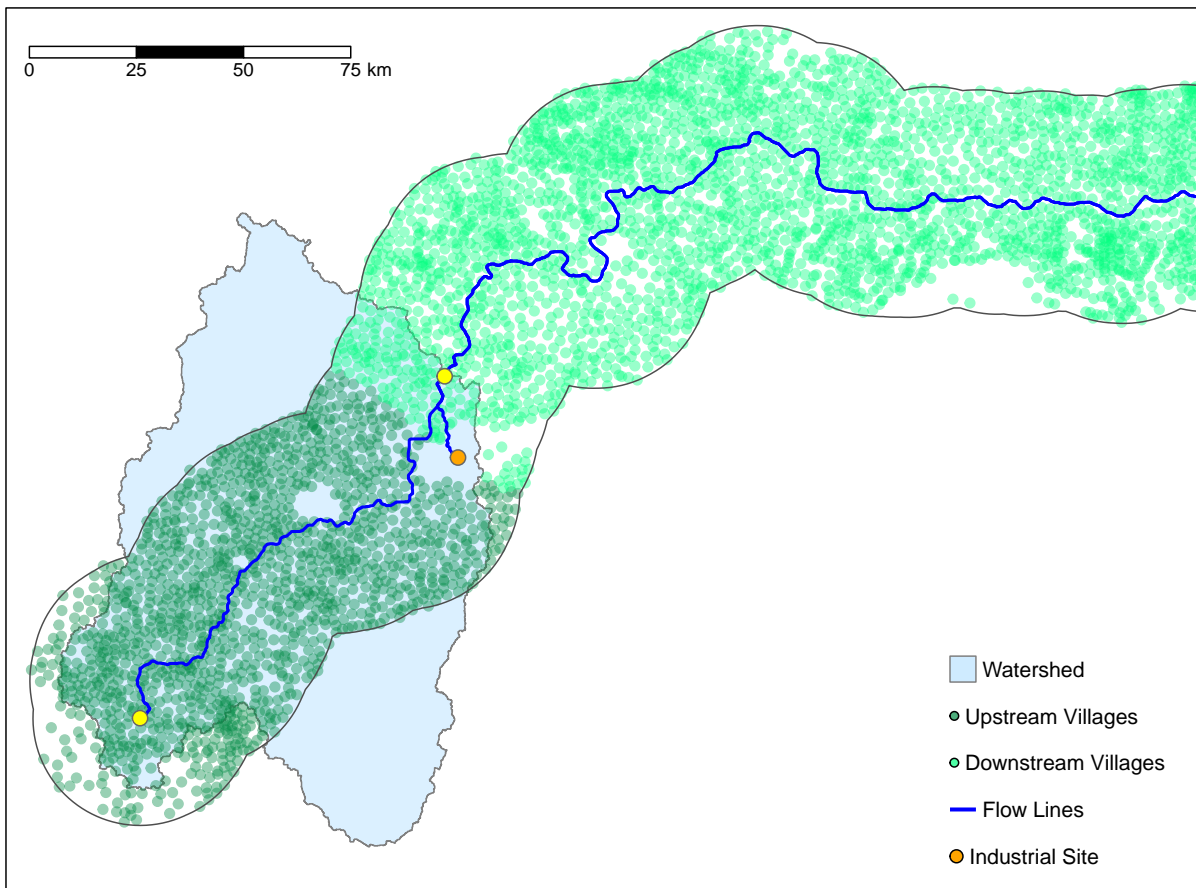 0 25 50 75 km
Watershed
Upstream Villages
Downstream Villages
Flow Lines
Industrial Site